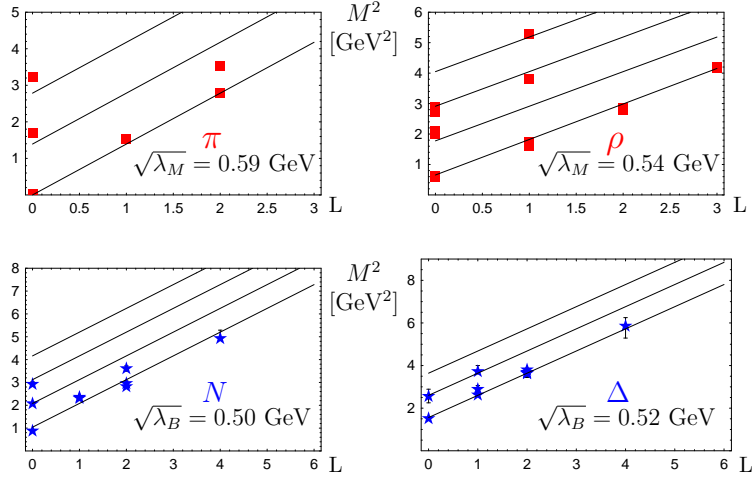 M²
[GeV²]
5
4
3
2
1
π
√λ_M = 0.59 GeV
0 0.5 1 1.5 2 2.5 3 L
6
5
4
3
2
1
ρ
√λ_M = 0.54 GeV
0 0.5 1 1.5 2 2.5 3 L
M²
[GeV²]
8
7
6
5
4
3
2
1
N
√λ_B = 0.50 GeV
0 1 2 3 4 5 6 L
8
6
4
2
Δ
√λ_B = 0.52 GeV
0 1 2 3 4 5 6 L